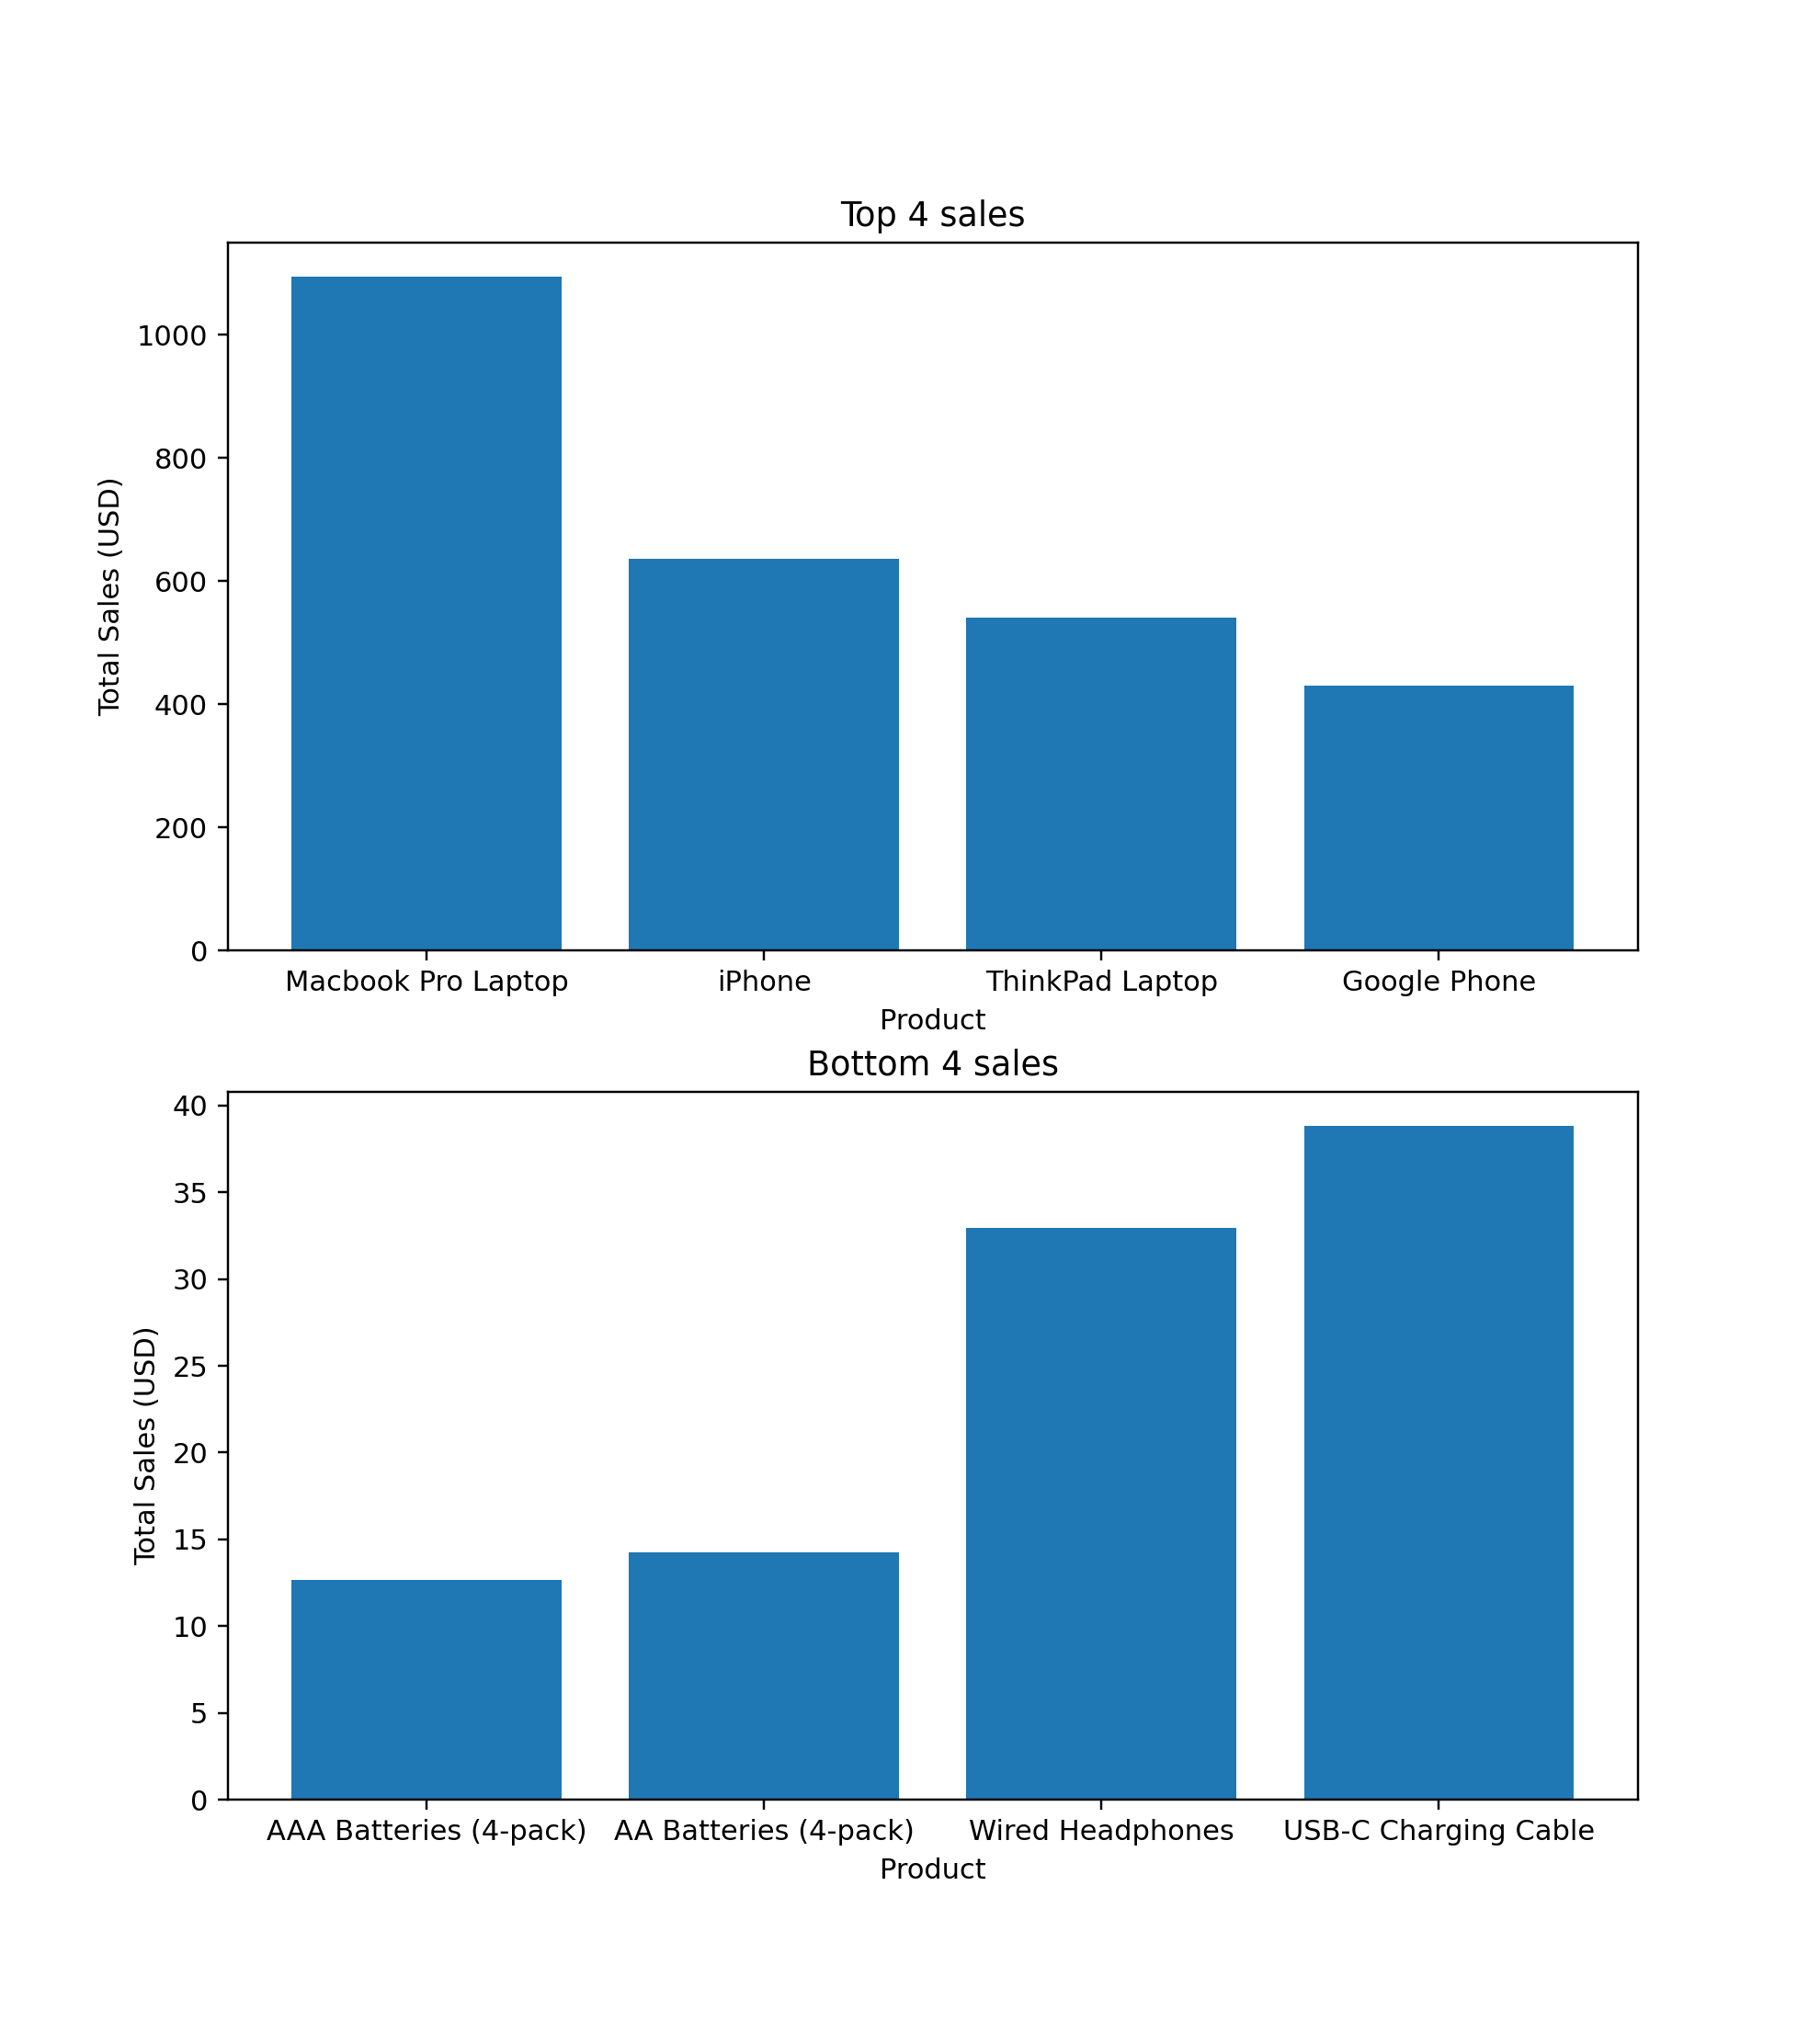 Top 4 sales
Total Sales (USD)
1000
800
600
400
200
0
Macbook Pro Laptop iPhone ThinkPad Laptop Google Phone
Product
Bottom 4 sales
Total Sales (USD)
40
35
30
25
20
15
10
5
0
AAA Batteries (4-pack) AA Batteries (4-pack) Wired Headphones USB-C Charging Cable
Product